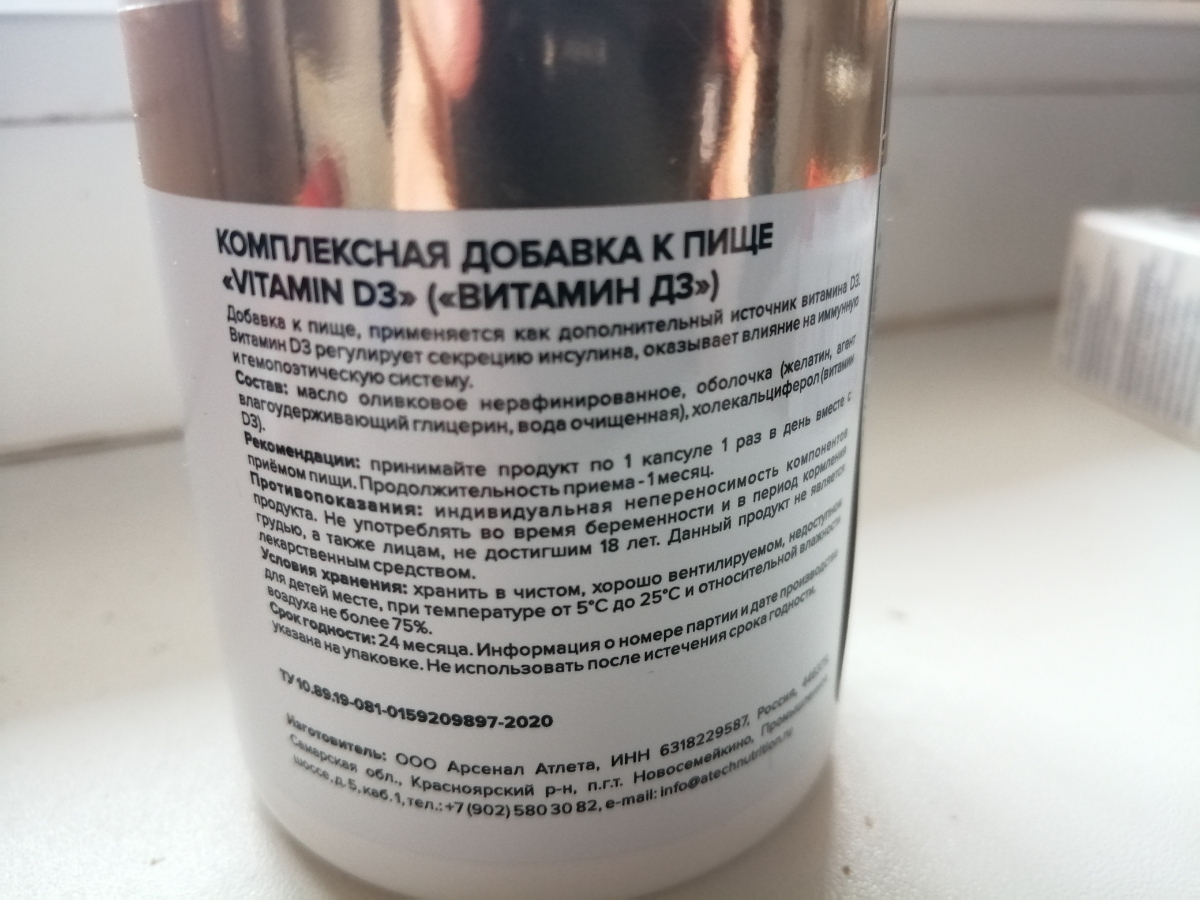 КОМПЛЕКСНАЯ ДОБАВКА К ПИЩЕ
«VITAMIN D3» («ВИТАМИН Д3»)
Добавка к пище, применяется как дополнительный источник витамина D3.
Витамин D3 регулирует секрецию инсулина, оказывает влияние на иммунную
и гемопоэтическую систему.
Состав: масло оливковое нерафинированное, оболочка (желатин, агент
влагоудерживающий глицерин, вода очищенная), холекальциферол (витамин
D3).
Рекомендации: принимайте продукт по 1 капсуле 1 раз в день вместе с
приёмом пищи. Продолжительность приема - 1 месяц.
Противопоказания: индивидуальная непереносимость компонентов
продукта. Не употреблять во время беременности и в период кормления
грудью, а также лицам, не достигшим 18 лет. Данный продукт не является
лекарственным средством.
Условия хранения: хранить в чистом, хорошо вентилируемом, недоступном
для детей месте, при температуре от 5°C до 25°C и относительной влажности
воздуха не более 75%.
Срок годности: 24 месяца. Информация о номере партии и дате производства
указана на упаковке. Не использовать после истечения срока годности.
ТУ 10.89.19-081-0159209897-2020
Изготовитель: ООО Арсенал Атлета, ИНН 6318229587, Россия,
Самарская обл., Красноярский р-н, п.г.т. Новосемейкино,
шоссе, д. 5, каб. 1, тел.: +7 (902) 580 30 82, e-mail: info@atechnutrition.ru